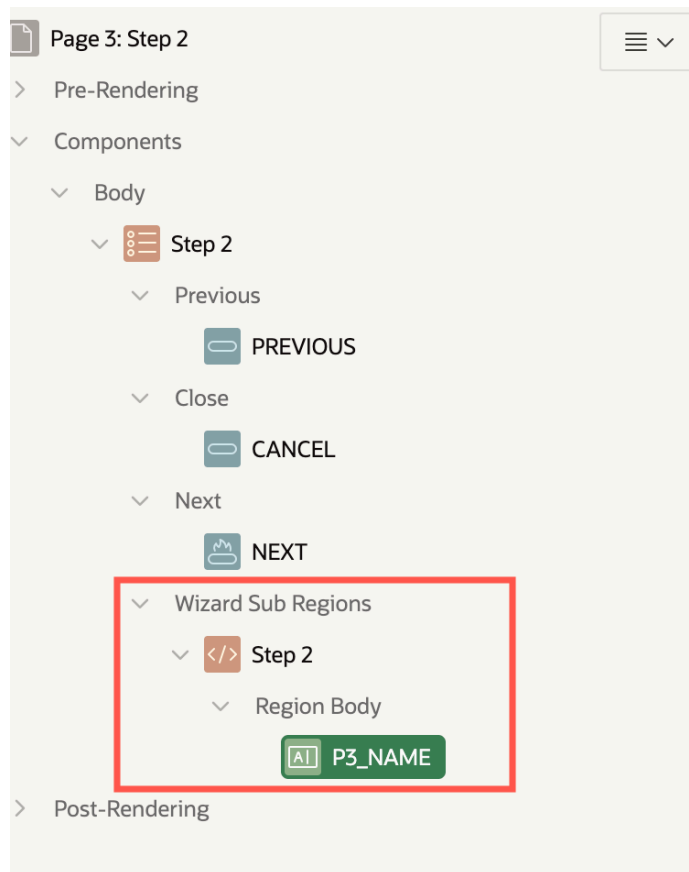 Page 3: Step 2
Pre-Rendering
Components
Body
Step 2
Previous
PREVIOUS
Close
CANCEL
Next
NEXT
Wizard Sub Regions
Step 2
Region Body
P3_NAME
Post-Rendering